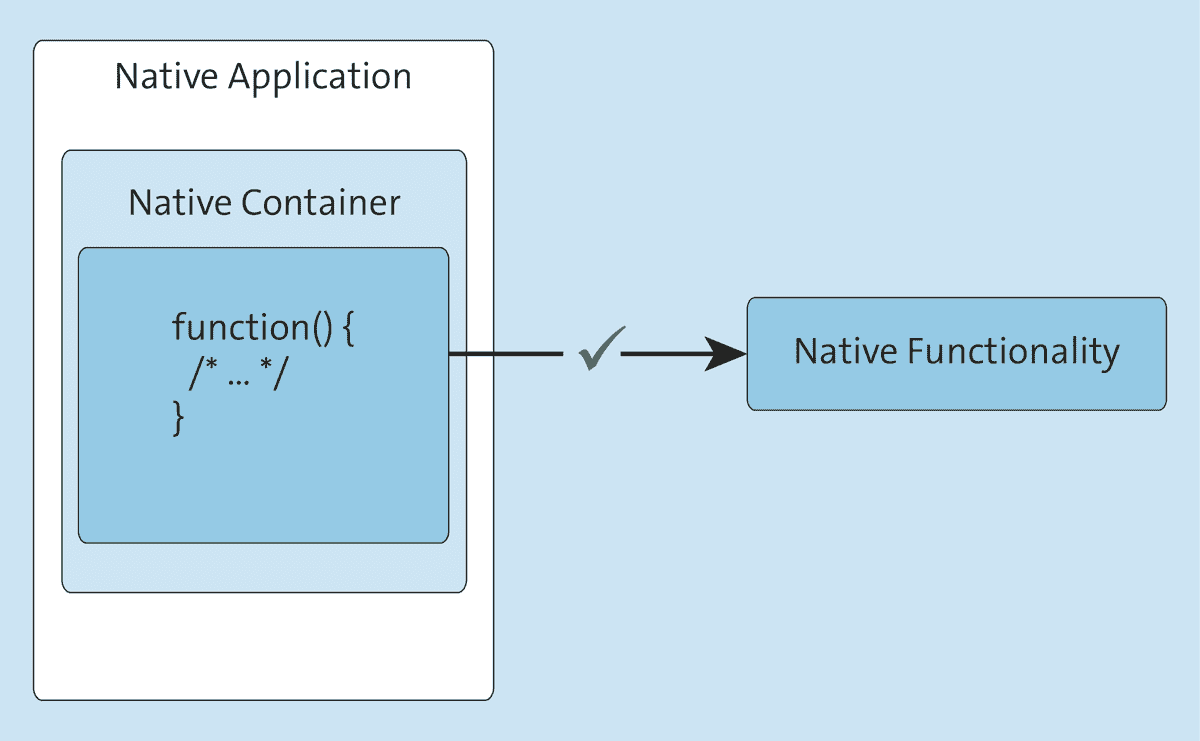 Native Application
Native Container
function() {
/* ... */
}
Native Functionality